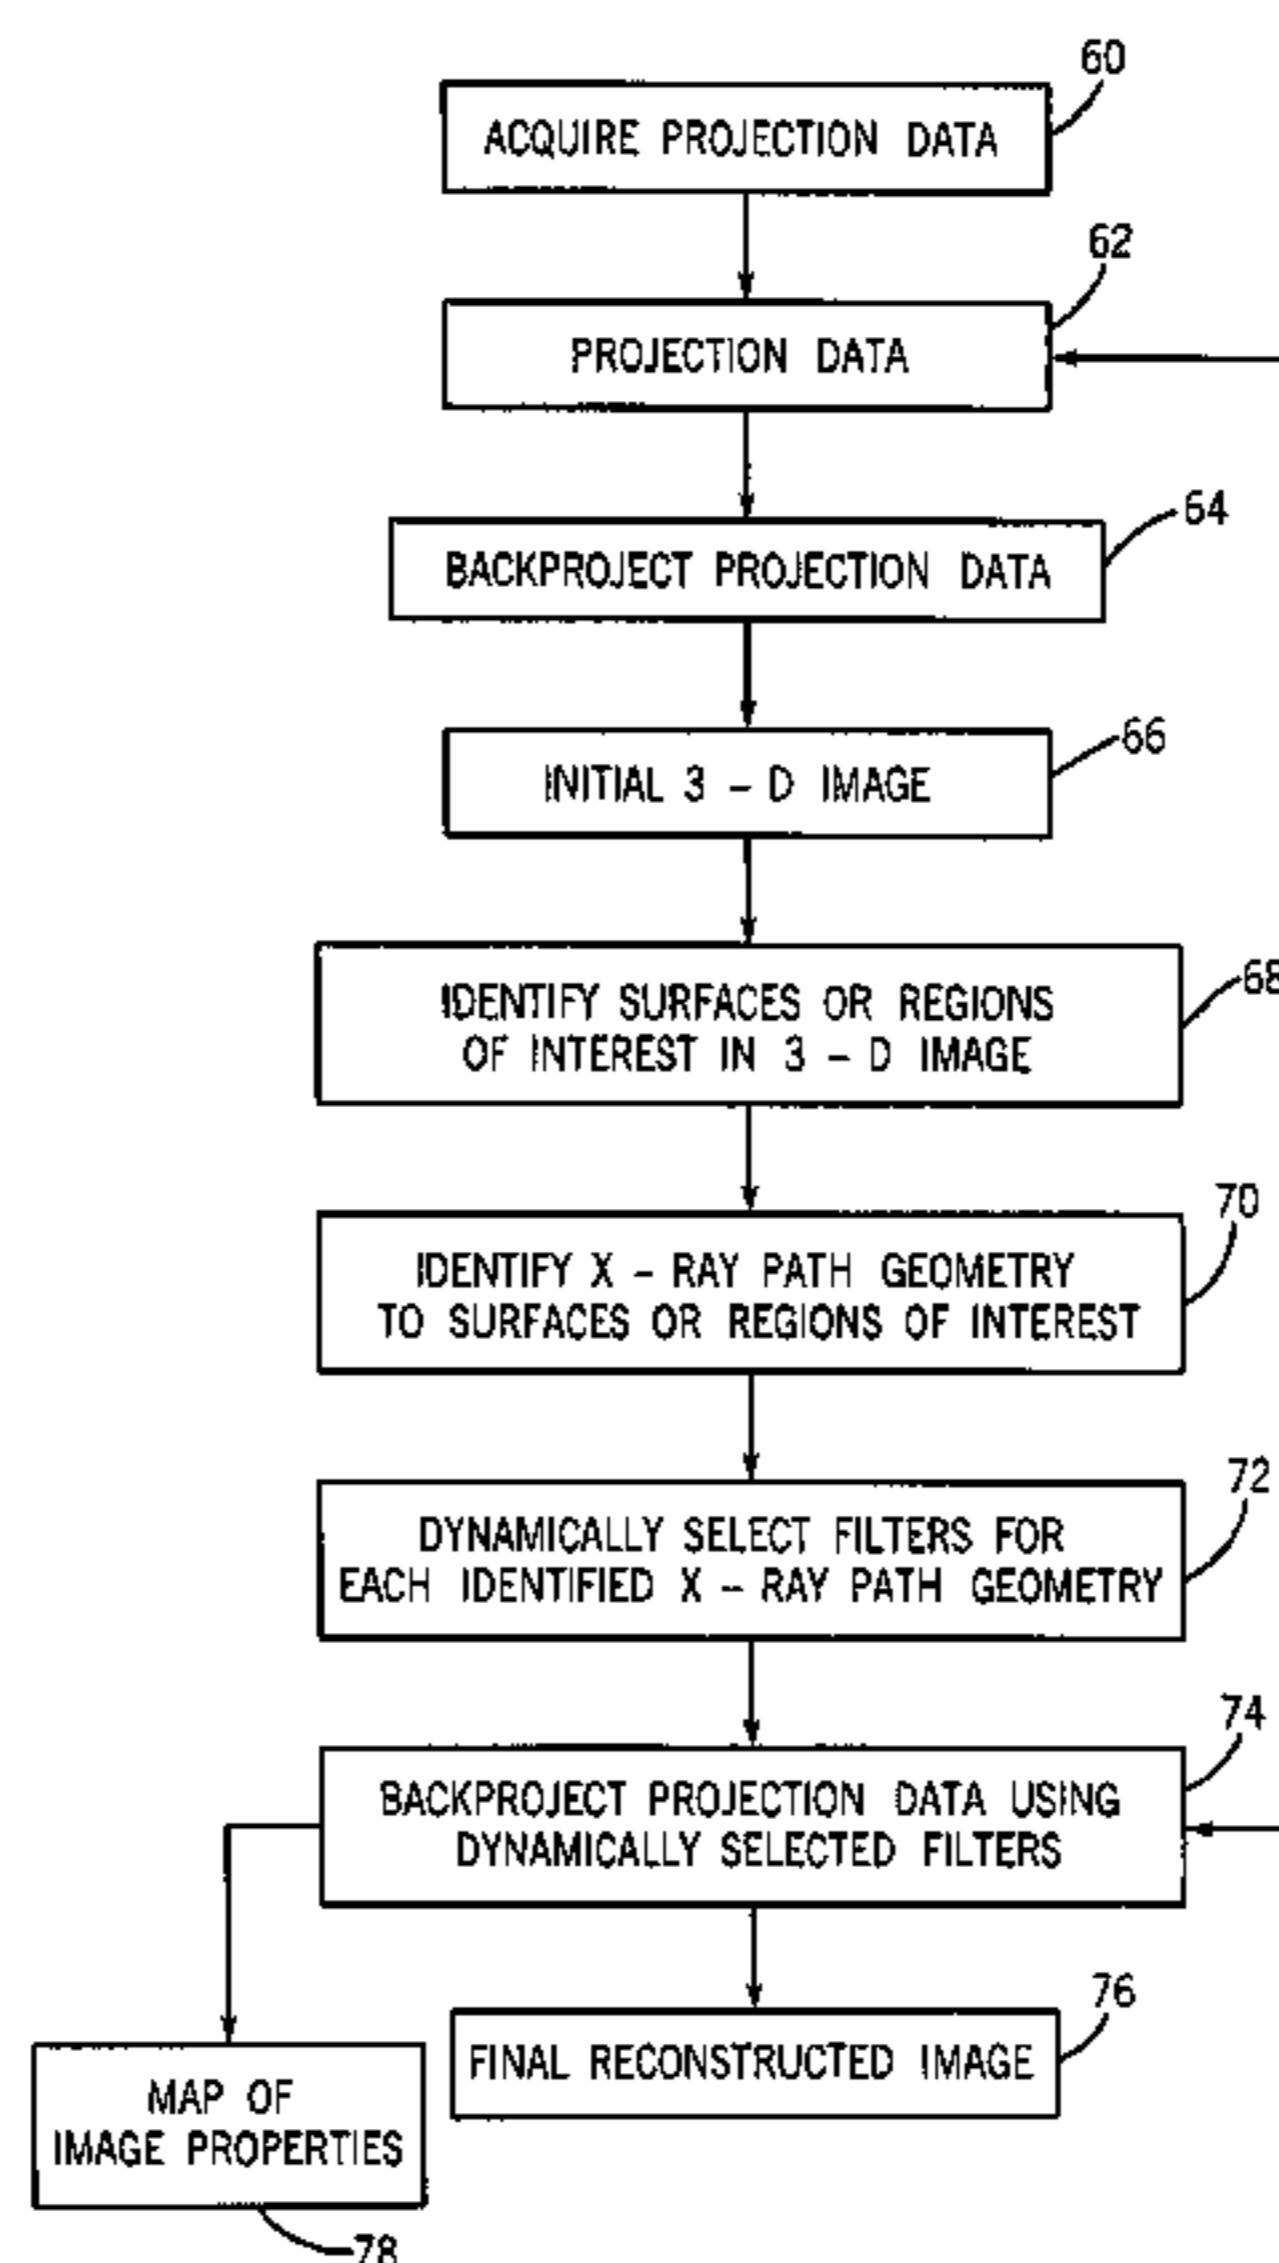 60
ACQUIRE PROJECTION DATA
62
PROJECTION DATA
64
BACKPROJECT PROJECTION DATA
66
INITIAL 3 – D IMAGE
68
IDENTIFY SURFACES OR REGIONS
OF INTEREST IN 3 – D IMAGE
70
IDENTIFY X – RAY PATH GEOMETRY
TO SURFACES OR REGIONS OF INTEREST
72
DYNAMICALLY SELECT FILTERS FOR
EACH IDENTIFIED X – RAY PATH GEOMETRY
74
BACKPROJECT PROJECTION DATA USING
DYNAMICALLY SELECTED FILTERS
76
FINAL RECONSTRUCTED IMAGE
MAP OF
IMAGE PROPERTIES
78